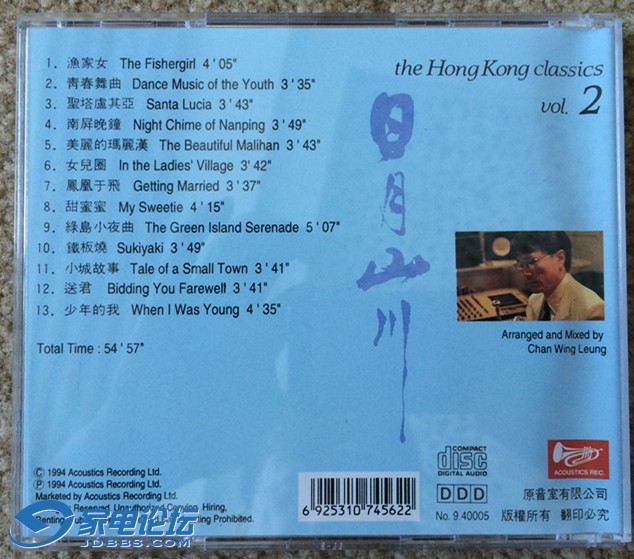 the Hong Kong classics
vol. 2
日月山川
1. 漁家女 The Fishergirl 4'05"
2. 靑春舞曲 Dance Music of the Youth 3'35"
3. 聖塔盧其亞 Santa Lucia 3'43"
4. 南屏晚鐘 Night Chime of Nanping 3'49"
5. 美麗的瑪麗漢 The Beautiful Malihan 3'43"
6. 女兒圈 In the Ladies' Village 3'42"
7. 鳳凰于飛 Getting Married 3'37"
8. 甜蜜蜜 My Sweetie 4'15"
9. 綠島小夜曲 The Green Island Serenade 5'07"
10. 鐵板燒 Sukiyaki 3'49"
11. 小城故事 Tale of a Small Town 3'41"
12. 送君 Bidding You Farewell 3'41"
13. 少年的我 When I Was Young 4'35"
Total Time : 54'57"
Arranged and Mixed by
Chan Wing Leung
© 1994 Acoustics Recording Ltd.
℗ 1994 Acoustics Recording Ltd.
Marketed by Acoustics Recording Ltd.
Reserved. Unauthorized Copying, Hiring,
Renting, Prohibited.
6 925310 745622
COMPACT
disc
DIGITAL AUDIO
DDD
No. 9.40005
ACOUSTICS REC.
原音室有限公司
版權所有 翻印必究
家电论坛
JDBBS.COM